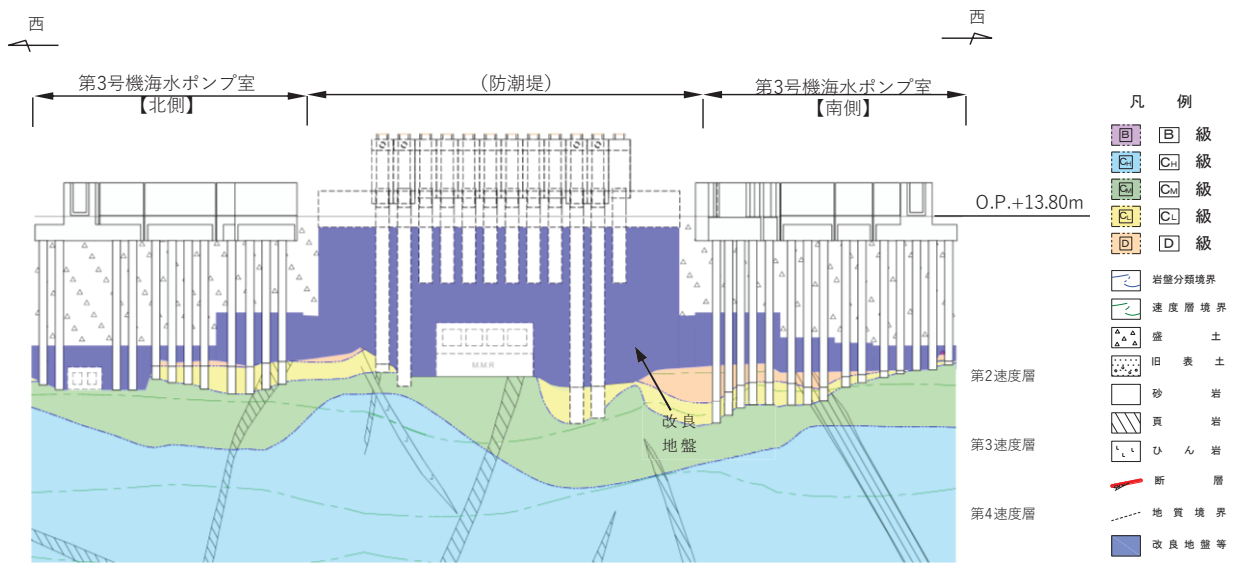 西
西
第3号機海水ポンプ室
【北側】
(防潮堤)
第3号機海水ポンプ室
【南側】
O.P.+13.80m
M.M.R
改良
地盤
第2速度層
第3速度層
第4速度層
凡 例
B B 級
CH CH 級
CM CM 級
CL CL 級
D D 級
岩盤分類境界
速度層境界
盛土
旧表土
砂岩
頁岩
ひん岩
断層
地質境界
改良地盤等